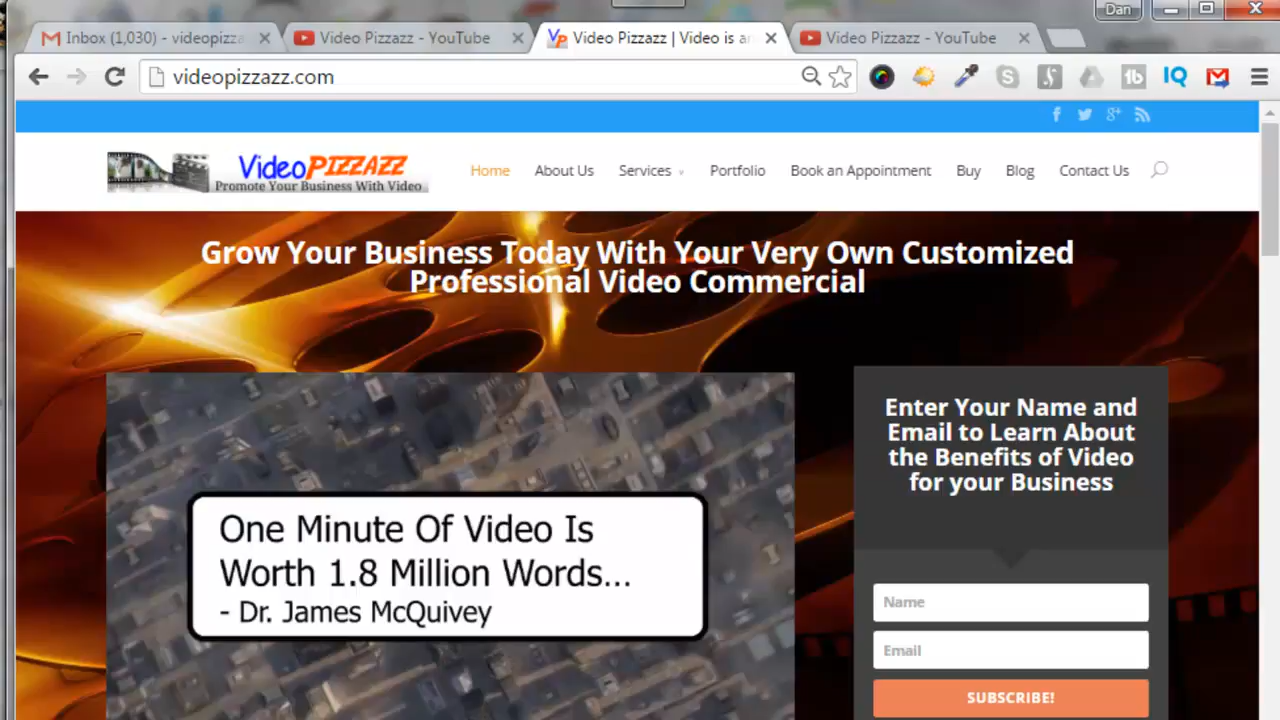 Dan
Inbox (1,030) - videopizza
Video Pizzazz - YouTube
Video Pizzazz | Video is a
Video Pizzazz - YouTube
videopizzazz.com
IQ
Video PIZZAZZ
Promote Your Business With Video
Home
About Us
Services
Portfolio
Book an Appointment
Buy
Blog
Contact Us
Grow Your Business Today With Your Very Own Customized
Professional Video Commercial
One Minute Of Video Is
Worth 1.8 Million Words...
- Dr. James McQuivey
Enter Your Name and
Email to Learn About
the Benefits of Video
for your Business
Name
Email
SUBSCRIBE!